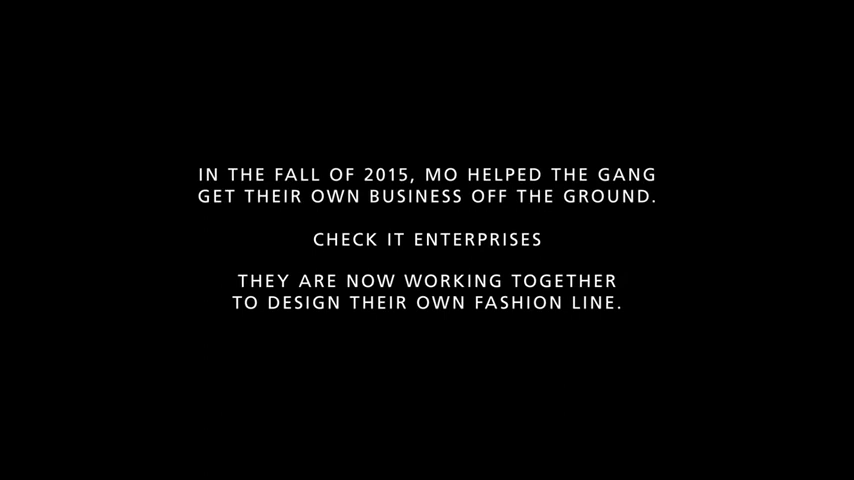 IN THE FALL OF 2015, MO HELPED THE GANG
GET THEIR OWN BUSINESS OFF THE GROUND.
CHECK IT ENTERPRISES
THEY ARE NOW WORKING TOGETHER
TO DESIGN THEIR OWN FASHION LINE.